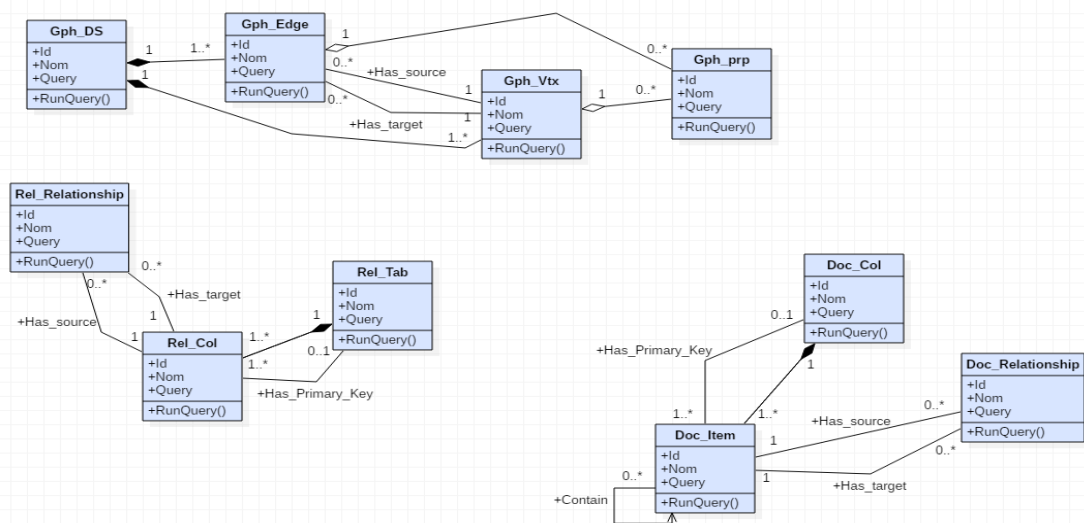 Gph_DS
+Id
+Nom
+Query
+RunQuery()
1
1..*
1
Gph_Edge
+Id
+Nom
+Query
+RunQuery()
1
0..*
0..*
+Has_source
1
0..*
+Has_target
1
1..*
Gph_Vtx
+Id
+Nom
+Query
+RunQuery()
1
0..*
Gph_prp
+Id
+Nom
+Query
+RunQuery()
Rel_Relationship
+Id
+Nom
+Query
+RunQuery()
0..*
0..*
+Has_target
+Has_source
1
1
Rel_Col
+Id
+Nom
+Query
+RunQuery()
1
1..*
0..1
1..*
+Has_Primary_Key
Rel_Tab
+Id
+Nom
+Query
+RunQuery()
Doc_Col
+Id
+Nom
+Query
+RunQuery()
0..1
+Has_Primary_Key
1
1..*
1..*
Doc_Item
+Id
+Nom
+Query
+RunQuery()
0..*
+Contain
+Has_source
0..*
1
0..*
1
+Has_target
Doc_Relationship
+Id
+Nom
+Query
+RunQuery()